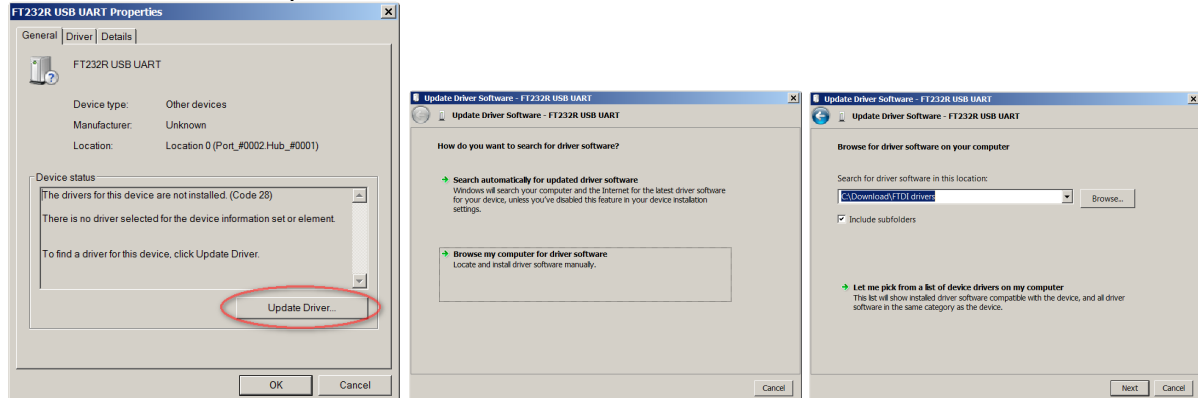 FT232R USB UART Properties
General Driver Details
FT232R USB UART
Device type: Other devices
Manufacturer: Unknown
Location: Location 0 (Port_#0002.Hub_#0001)
Device status
The drivers for this device are not installed. (Code 28)
There is no driver selected for the device information set or element.
To find a driver for this device, click Update Driver.
Update Driver...
OK Cancel
Update Driver Software - FT232R USB UART
Update Driver Software - FT232R USB UART
How do you want to search for driver software?
Search automatically for updated driver software
Windows will search your computer and the Internet for the latest driver software
for your device, unless you've disabled this feature in your device installation
settings.
Browse my computer for driver software
Locate and install driver software manually.
Cancel
Update Driver Software - FT232R USB UART
Update Driver Software - FT232R USB UART
Browse for driver software on your computer
Search for driver software in this location:
C:\Download\FTDI drivers
Browse...
Include subfolders
Let me pick from a list of device drivers on my computer
This list will show installed driver software compatible with the device, and all driver
software in the same category as the device.
Next Cancel